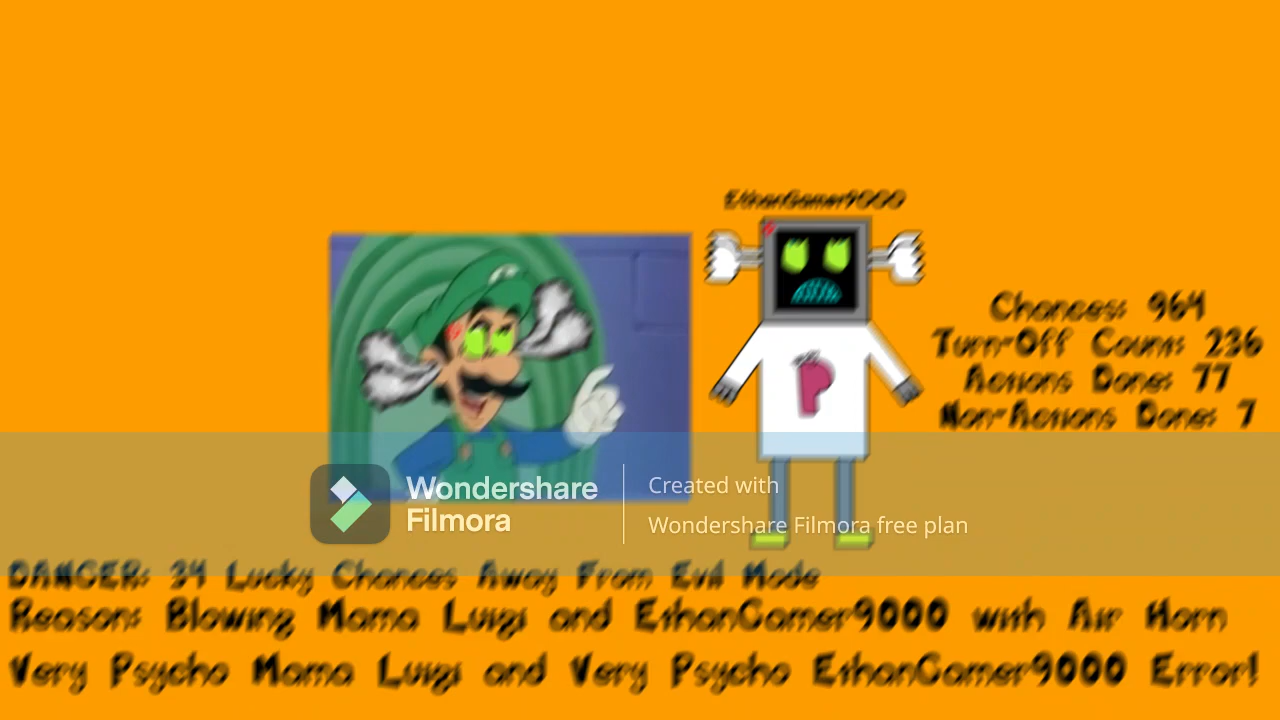 EthanGamer9000
Chances: 964
Turn-Off Count: 236
Actions Done: 77
Non-Actions Done: 7
Wondershare
Filmora
Created with
Wondershare Filmora free plan
DANGER: 34 Lucky Chances Away From Evil Mode
Reason: Blowing Mama Luigi and EthanGamer9000 with Air Horn
Very Psycho Mama Luigi and Very Psycho EthanGamer9000 Error!